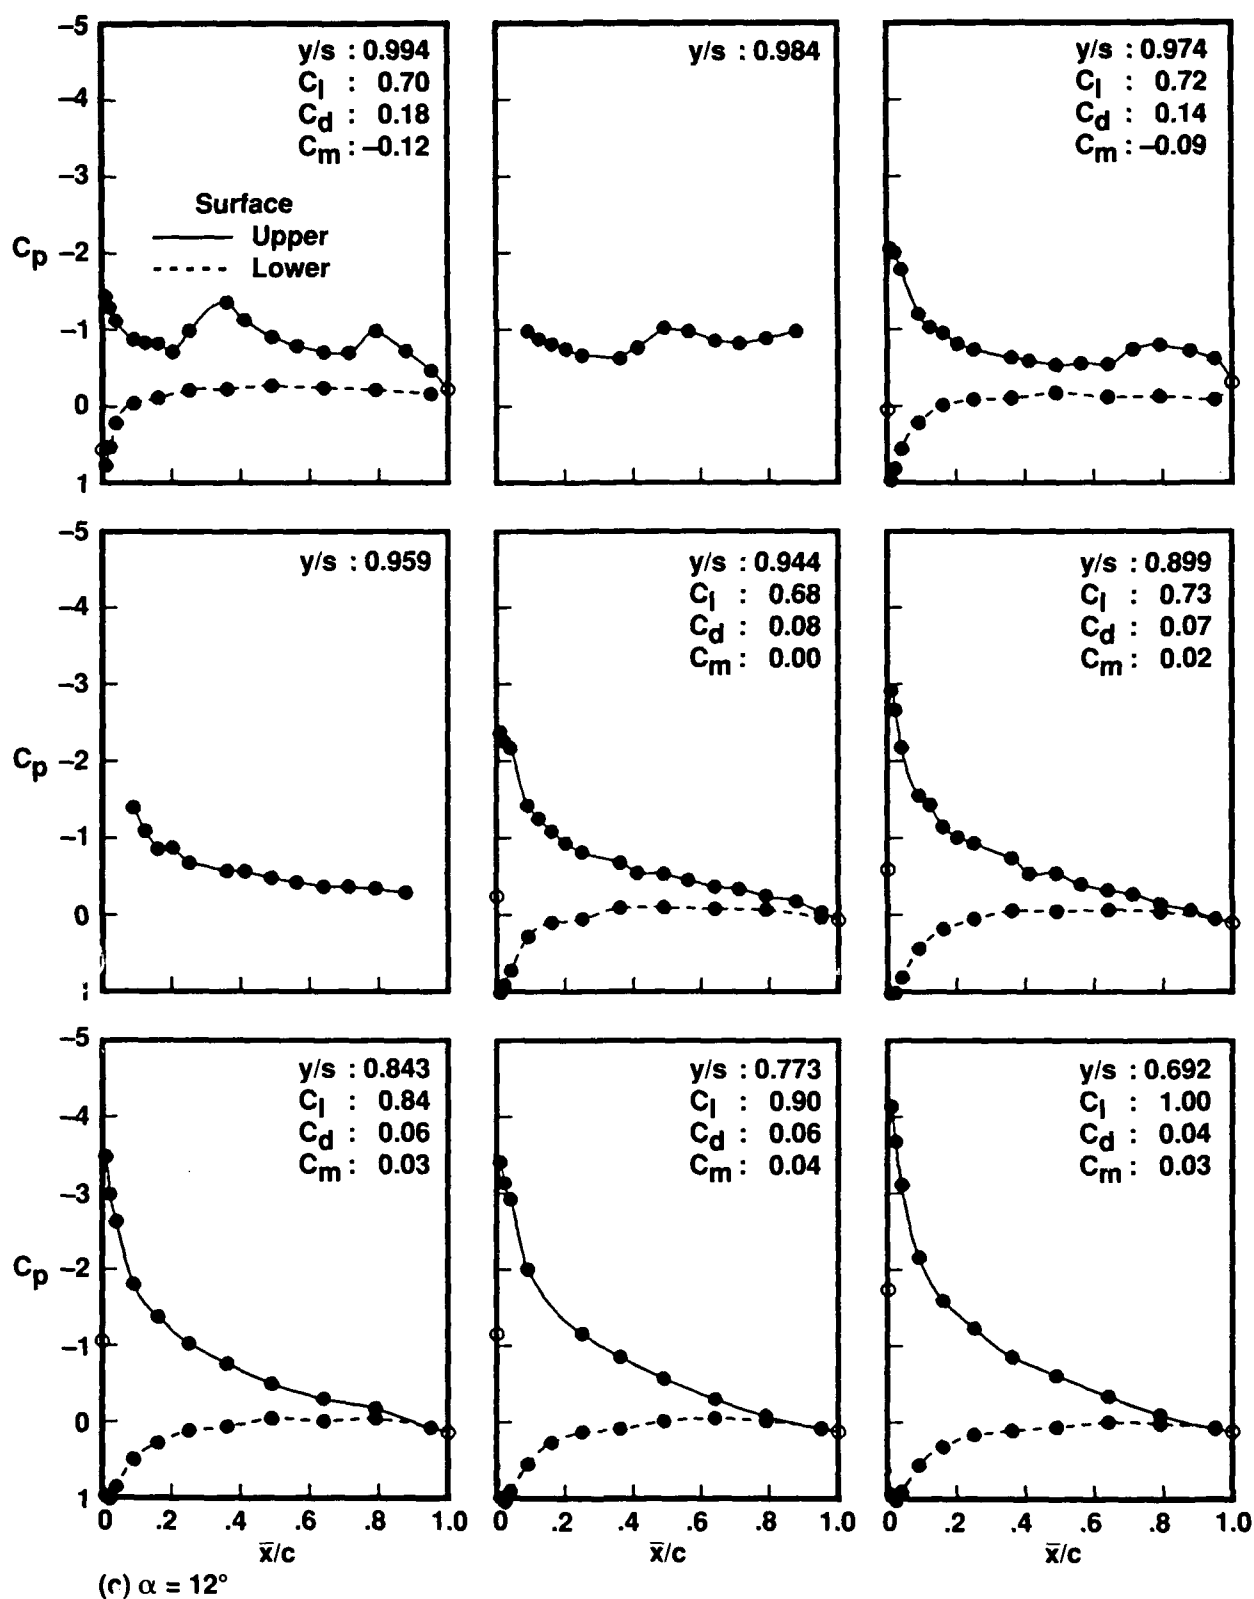 -5
y/s : 0.994
Cl : 0.70
Cd : 0.18
Cm : -0.12
-4
-3
Surface
Upper
Lower
Cp
-2
-1
0
1
y/s : 0.984
y/s : 0.974
Cl : 0.72
Cd : 0.14
Cm : -0.09
-5
y/s : 0.959
-4
-3
Cp
-2
-1
0
y/s : 0.944
Cl : 0.68
Cd : 0.08
Cm : 0.00
y/s : 0.899
Cl : 0.73
Cd : 0.07
Cm : 0.02
-5
y/s : 0.843
Cl : 0.84
Cd : 0.06
Cm : 0.03
-4
-3
Cp
-2
-1
0
1
y/s : 0.773
Cl : 0.90
Cd : 0.06
Cm : 0.04
y/s : 0.692
Cl : 1.00
Cd : 0.04
Cm : 0.03
0 .2 .4 .6 .8 1.0
x̄/c
0 .2 .4 .6 .8 1.0
x̄/c
0 .2 .4 .6 .8 1.0
x̄/c
α = 12°